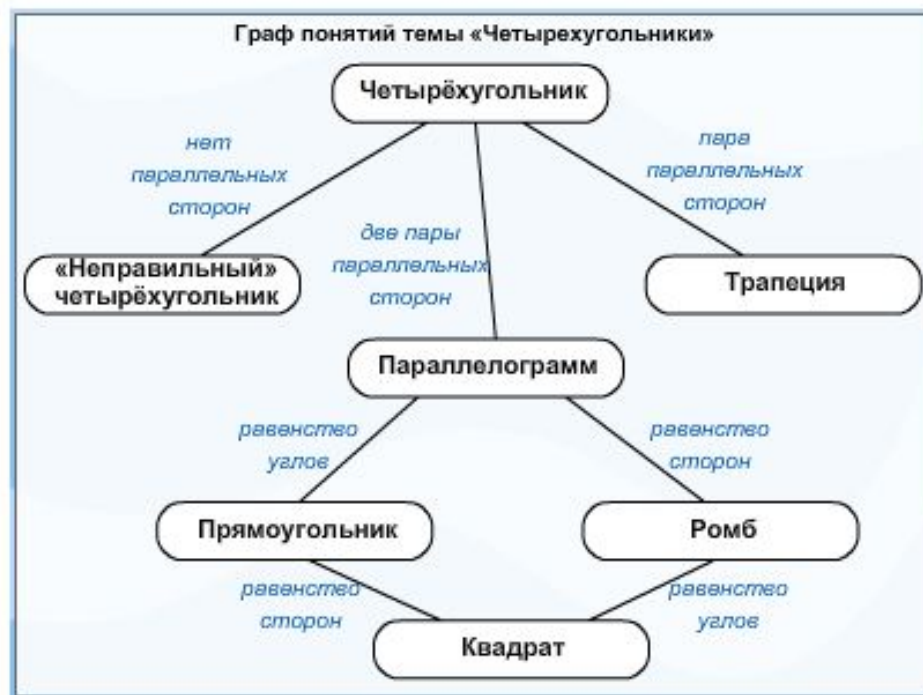 Граф понятий темы «Четырехугольники»
Четырёхугольник
нет
параллельных
сторон
пара
параллельных
сторон
две пары
параллельных
сторон
«Неправильный»
четырёхугольник
Трапеция
Параллелограмм
равенство
углов
равенство
сторон
Прямоугольник
Ромб
равенство
сторон
равенство
углов
Квадрат